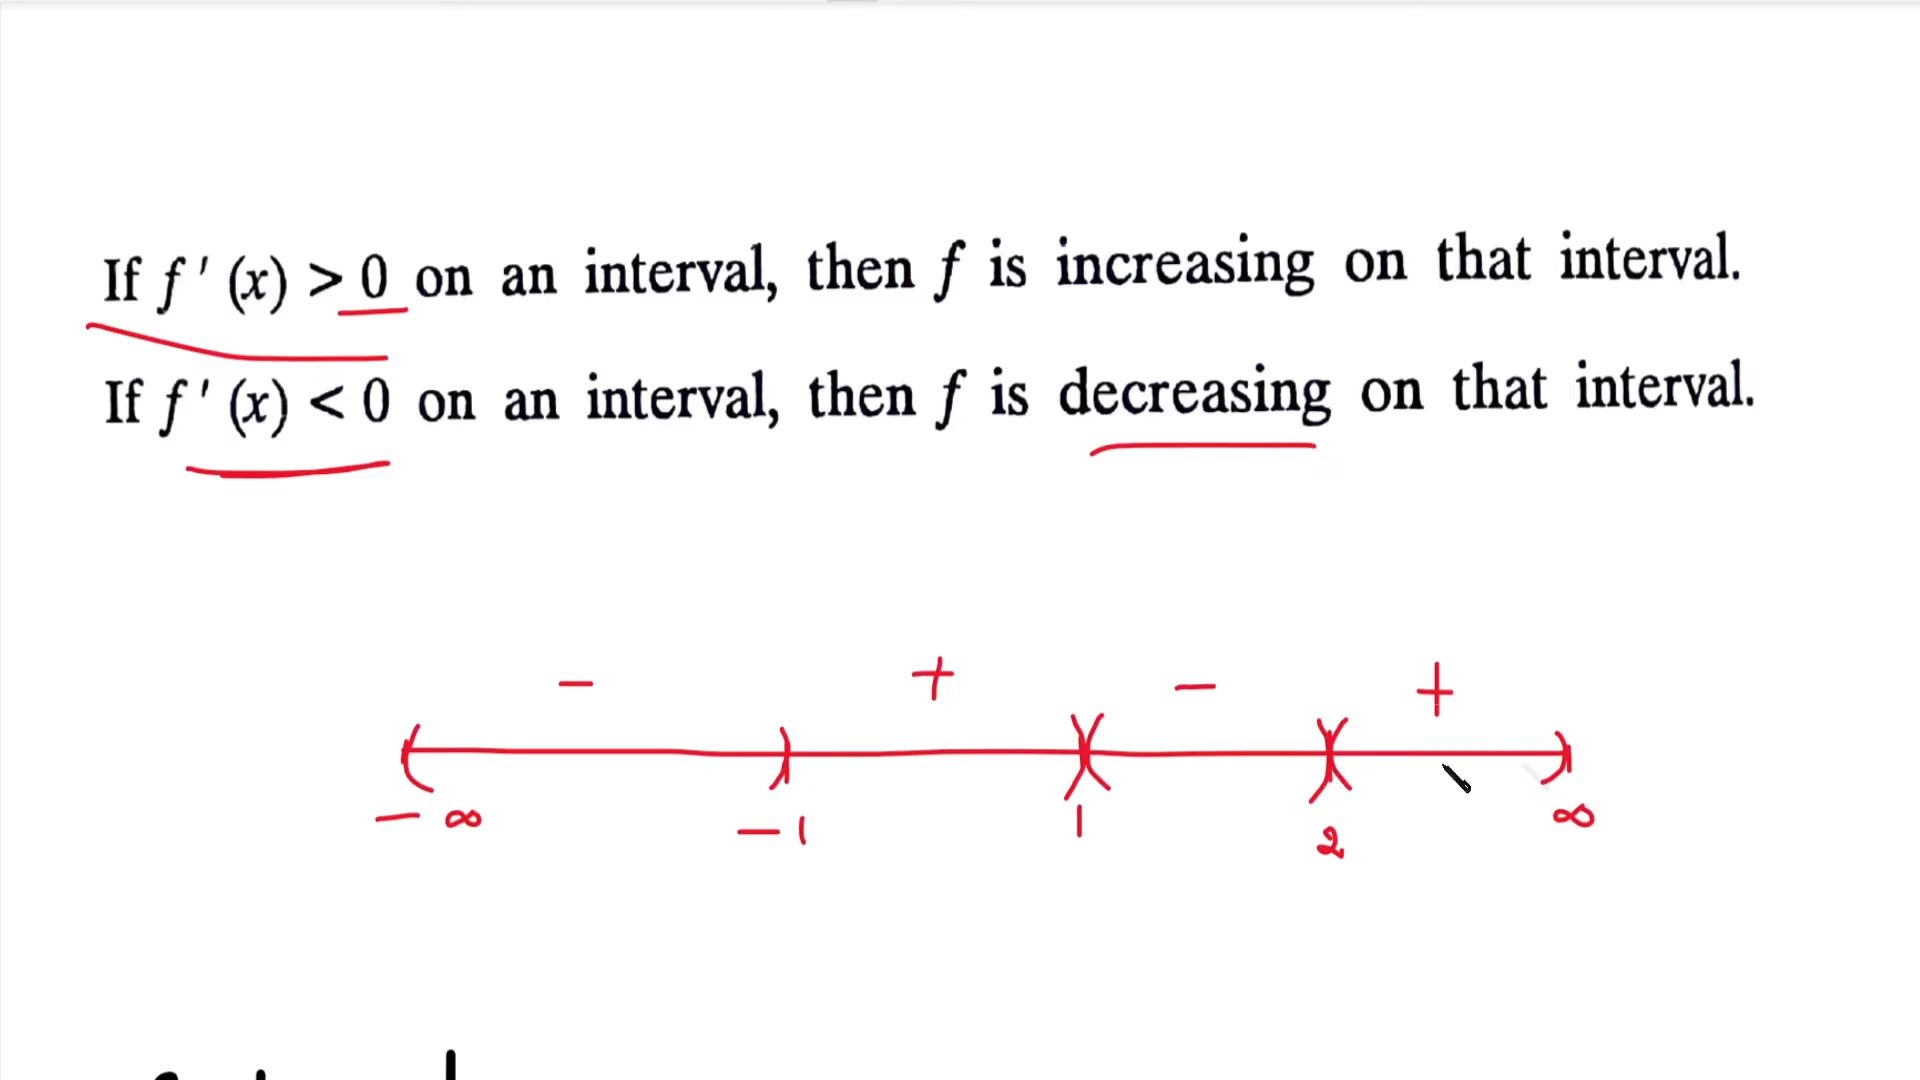 If f ' (x) > 0 on an interval, then f is increasing on that interval.
If f ' (x) < 0 on an interval, then f is decreasing on that interval.
− + − +
− ∞ −1 1 2 ∞